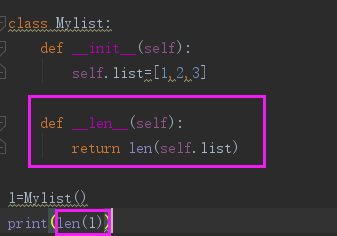 class Mylist:
def __init__(self):
self.list=[1,2,3]
def __len__(self):
return len(self.list)
l=Mylist()
print(len(l))